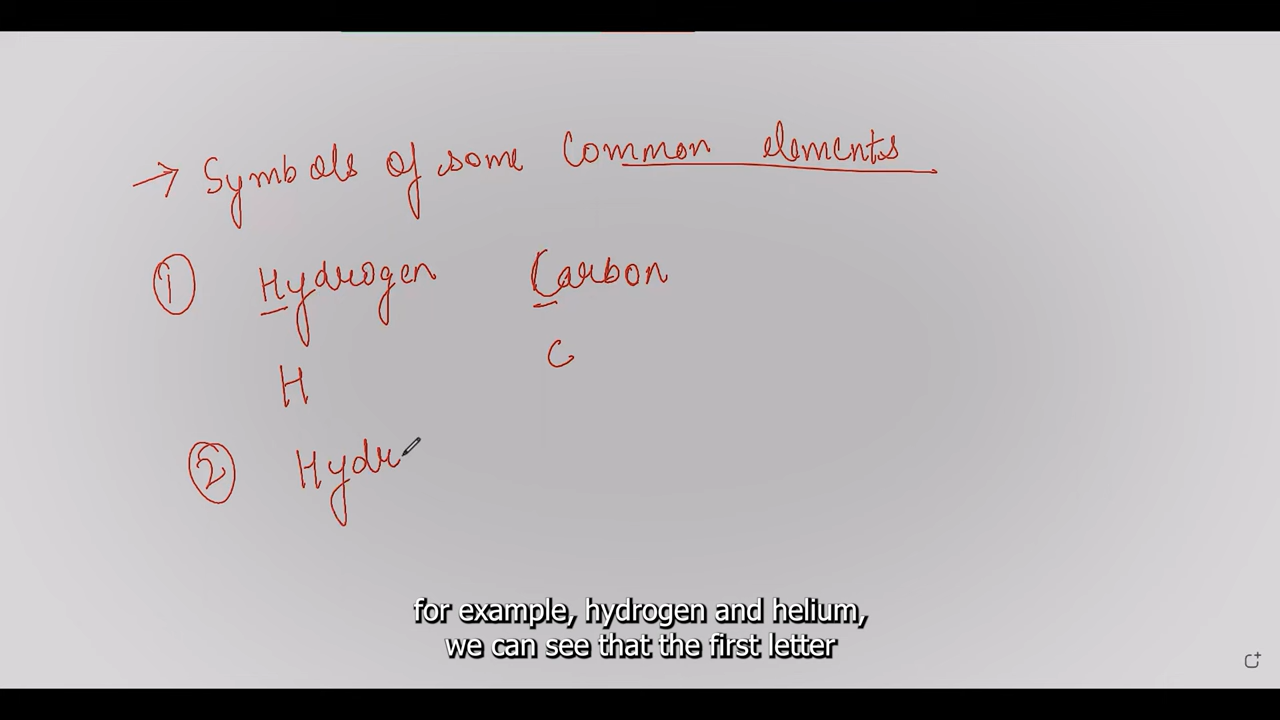 → Symbols of some Common elements
① Hydrogen Carbon
H C
② Hydr
for example, hydrogen and helium,
we can see that the first letter